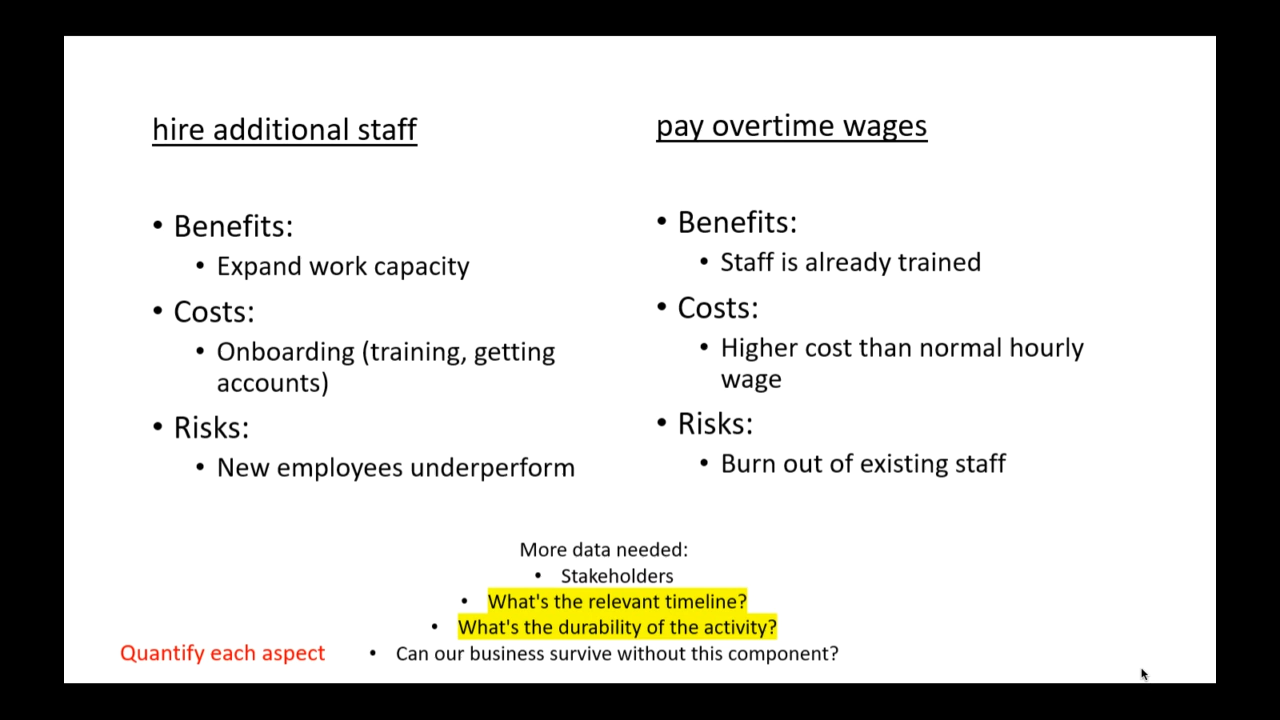 hire additional staff
• Benefits:
• Expand work capacity
• Costs:
• Onboarding (training, getting
accounts)
• Risks:
• New employees underperform
pay overtime wages
• Benefits:
• Staff is already trained
• Costs:
• Higher cost than normal hourly
wage
• Risks:
• Burn out of existing staff
More data needed:
• Stakeholders
• What's the relevant timeline?
• What's the durability of the activity?
• Can our business survive without this component?
Quantify each aspect